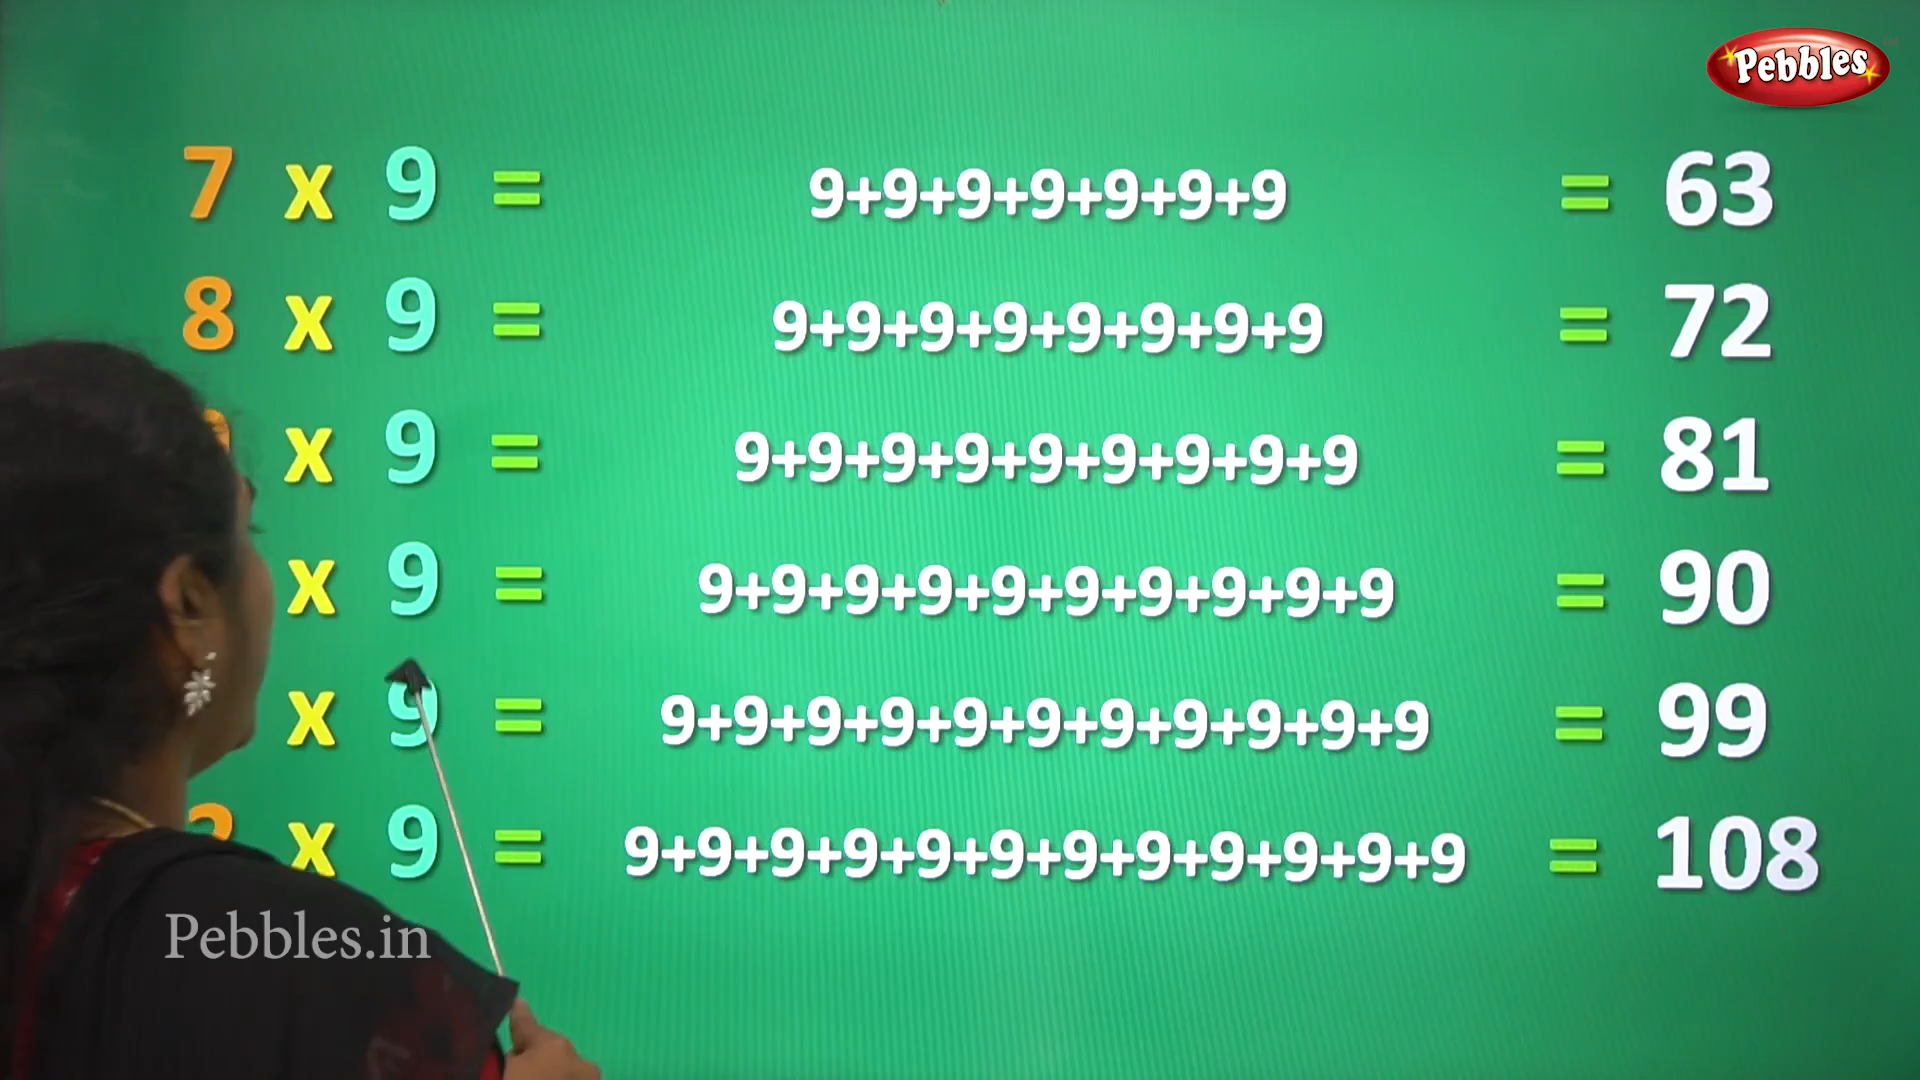 Pebbles
7 x 9 = 9+9+9+9+9+9+9 = 63
8 x 9 = 9+9+9+9+9+9+9+9 = 72
x 9 = 9+9+9+9+9+9+9+9+9 = 81
x 9 = 9+9+9+9+9+9+9+9+9+9 = 90
x 9 = 9+9+9+9+9+9+9+9+9+9+9 = 99
2 x 9 = 9+9+9+9+9+9+9+9+9+9+9+9 = 108
Pebbles.in